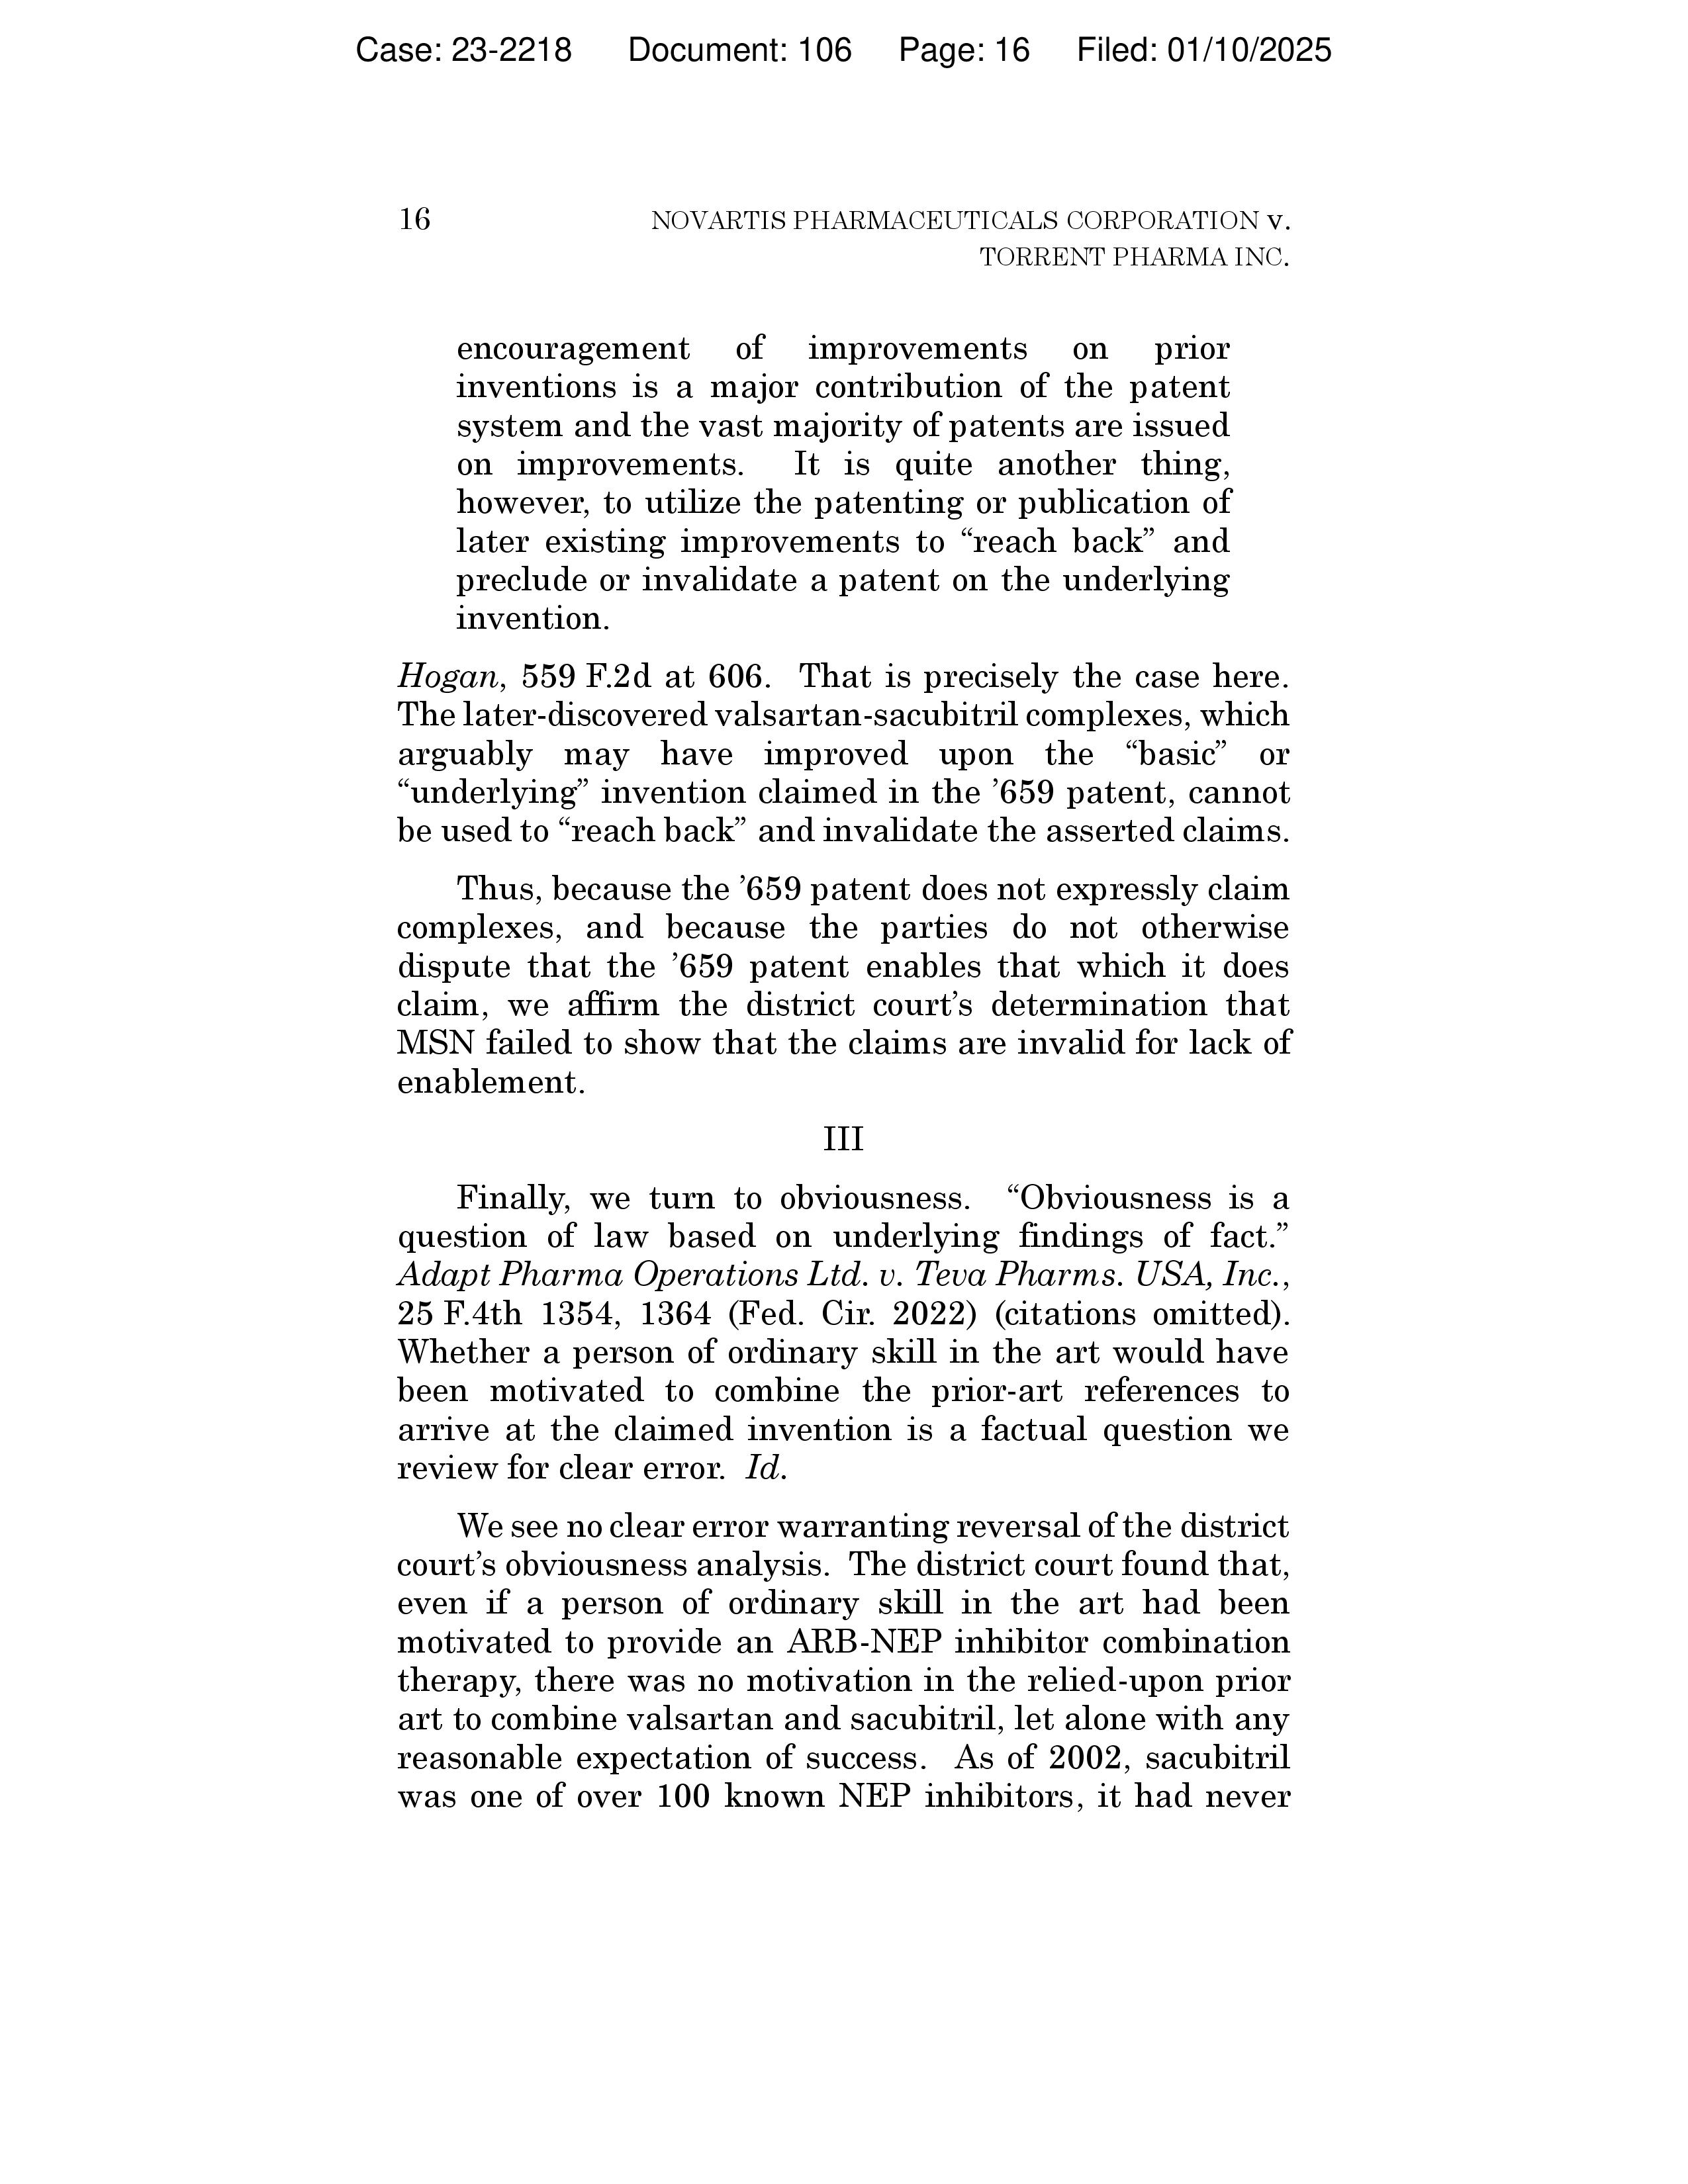 Case: 23-2218 Document: 106 Page: 16 Filed: 01/10/2025
16 NOVARTIS PHARMACEUTICALS CORPORATION v.
TORRENT PHARMA INC.
encouragement of improvements on prior
inventions is a major contribution of the patent
system and the vast majority of patents are issued
on improvements. It is quite another thing,
however, to utilize the patenting or publication of
later existing improvements to “reach back” and
preclude or invalidate a patent on the underlying
invention.
Hogan, 559 F.2d at 606. That is precisely the case here.
The later-discovered valsartan-sacubitril complexes, which
arguably may have improved upon the “basic” or
“underlying” invention claimed in the ’659 patent, cannot
be used to “reach back” and invalidate the asserted claims.
Thus, because the ’659 patent does not expressly claim
complexes, and because the parties do not otherwise
dispute that the ’659 patent enables that which it does
claim, we affirm the district court’s determination that
MSN failed to show that the claims are invalid for lack of
enablement.
III
Finally, we turn to obviousness. “Obviousness is a
question of law based on underlying findings of fact.”
Adapt Pharma Operations Ltd. v. Teva Pharms. USA, Inc.,
25 F.4th 1354, 1364 (Fed. Cir. 2022) (citations omitted).
Whether a person of ordinary skill in the art would have
been motivated to combine the prior-art references to
arrive at the claimed invention is a factual question we
review for clear error. Id.
We see no clear error warranting reversal of the district
court’s obviousness analysis. The district court found that,
even if a person of ordinary skill in the art had been
motivated to provide an ARB-NEP inhibitor combination
therapy, there was no motivation in the relied-upon prior
art to combine valsartan and sacubitril, let alone with any
reasonable expectation of success. As of 2002, sacubitril
was one of over 100 known NEP inhibitors, it had never